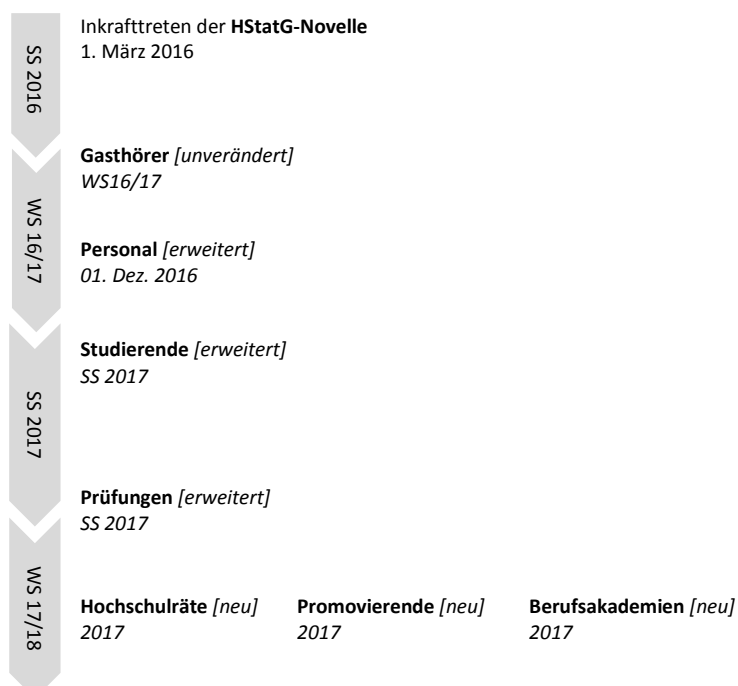 SS 2016
Inkrafttreten der HStatG-Novelle
1. März 2016
WS 16/17
Gasthörer [unverändert]
WS16/17
Personal [erweitert]
01. Dez. 2016
SS 2017
Studierende [erweitert]
SS 2017
Prüfungen [erweitert]
SS 2017
WS 17/18
Hochschulräte [neu]
2017
Promovierende [neu]
2017
Berufsakademien [neu]
2017